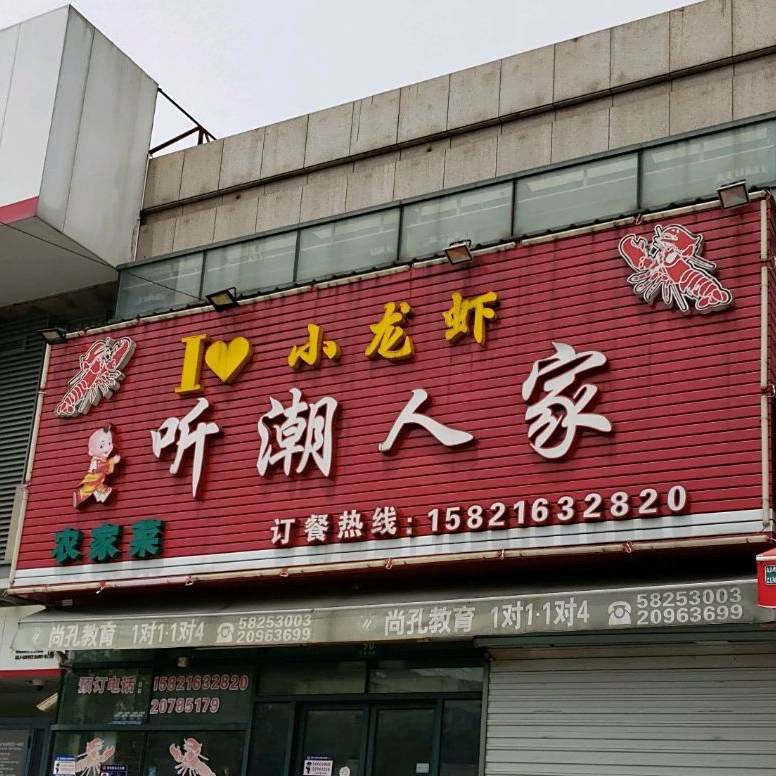 I 小龙虾
听潮人家
农家菜
订餐热线:15821632820
尚孔教育 1对1·1对4 58253003 20963699
尚孔教育 1对1·1对4 58253003 20963699
预订电话:15821632820
20785179